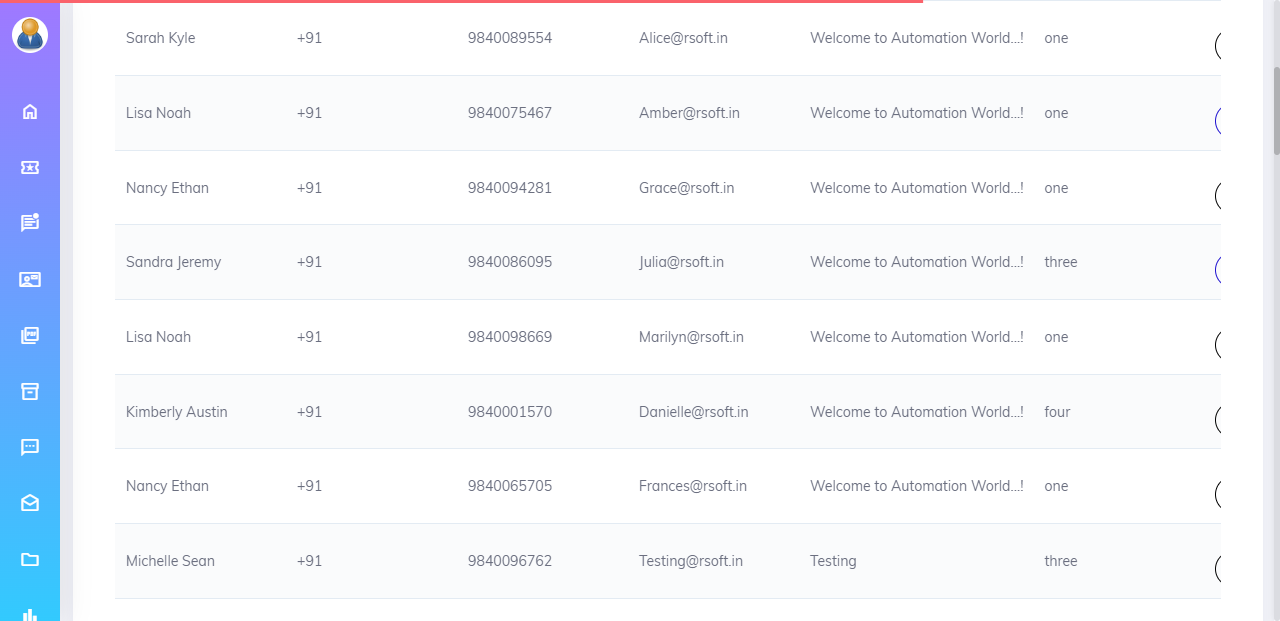 Sarah Kyle +91 9840089554 Alice@rsoft.in Welcome to Automation World...! one
Lisa Noah +91 9840075467 Amber@rsoft.in Welcome to Automation World...! one
Nancy Ethan +91 9840094281 Grace@rsoft.in Welcome to Automation World...! one
Sandra Jeremy +91 9840086095 Julia@rsoft.in Welcome to Automation World...! three
Lisa Noah +91 9840098669 Marilyn@rsoft.in Welcome to Automation World...! one
Kimberly Austin +91 9840001570 Danielle@rsoft.in Welcome to Automation World...! four
Nancy Ethan +91 9840065705 Frances@rsoft.in Welcome to Automation World...! one
Michelle Sean +91 9840096762 Testing@rsoft.in Testing three